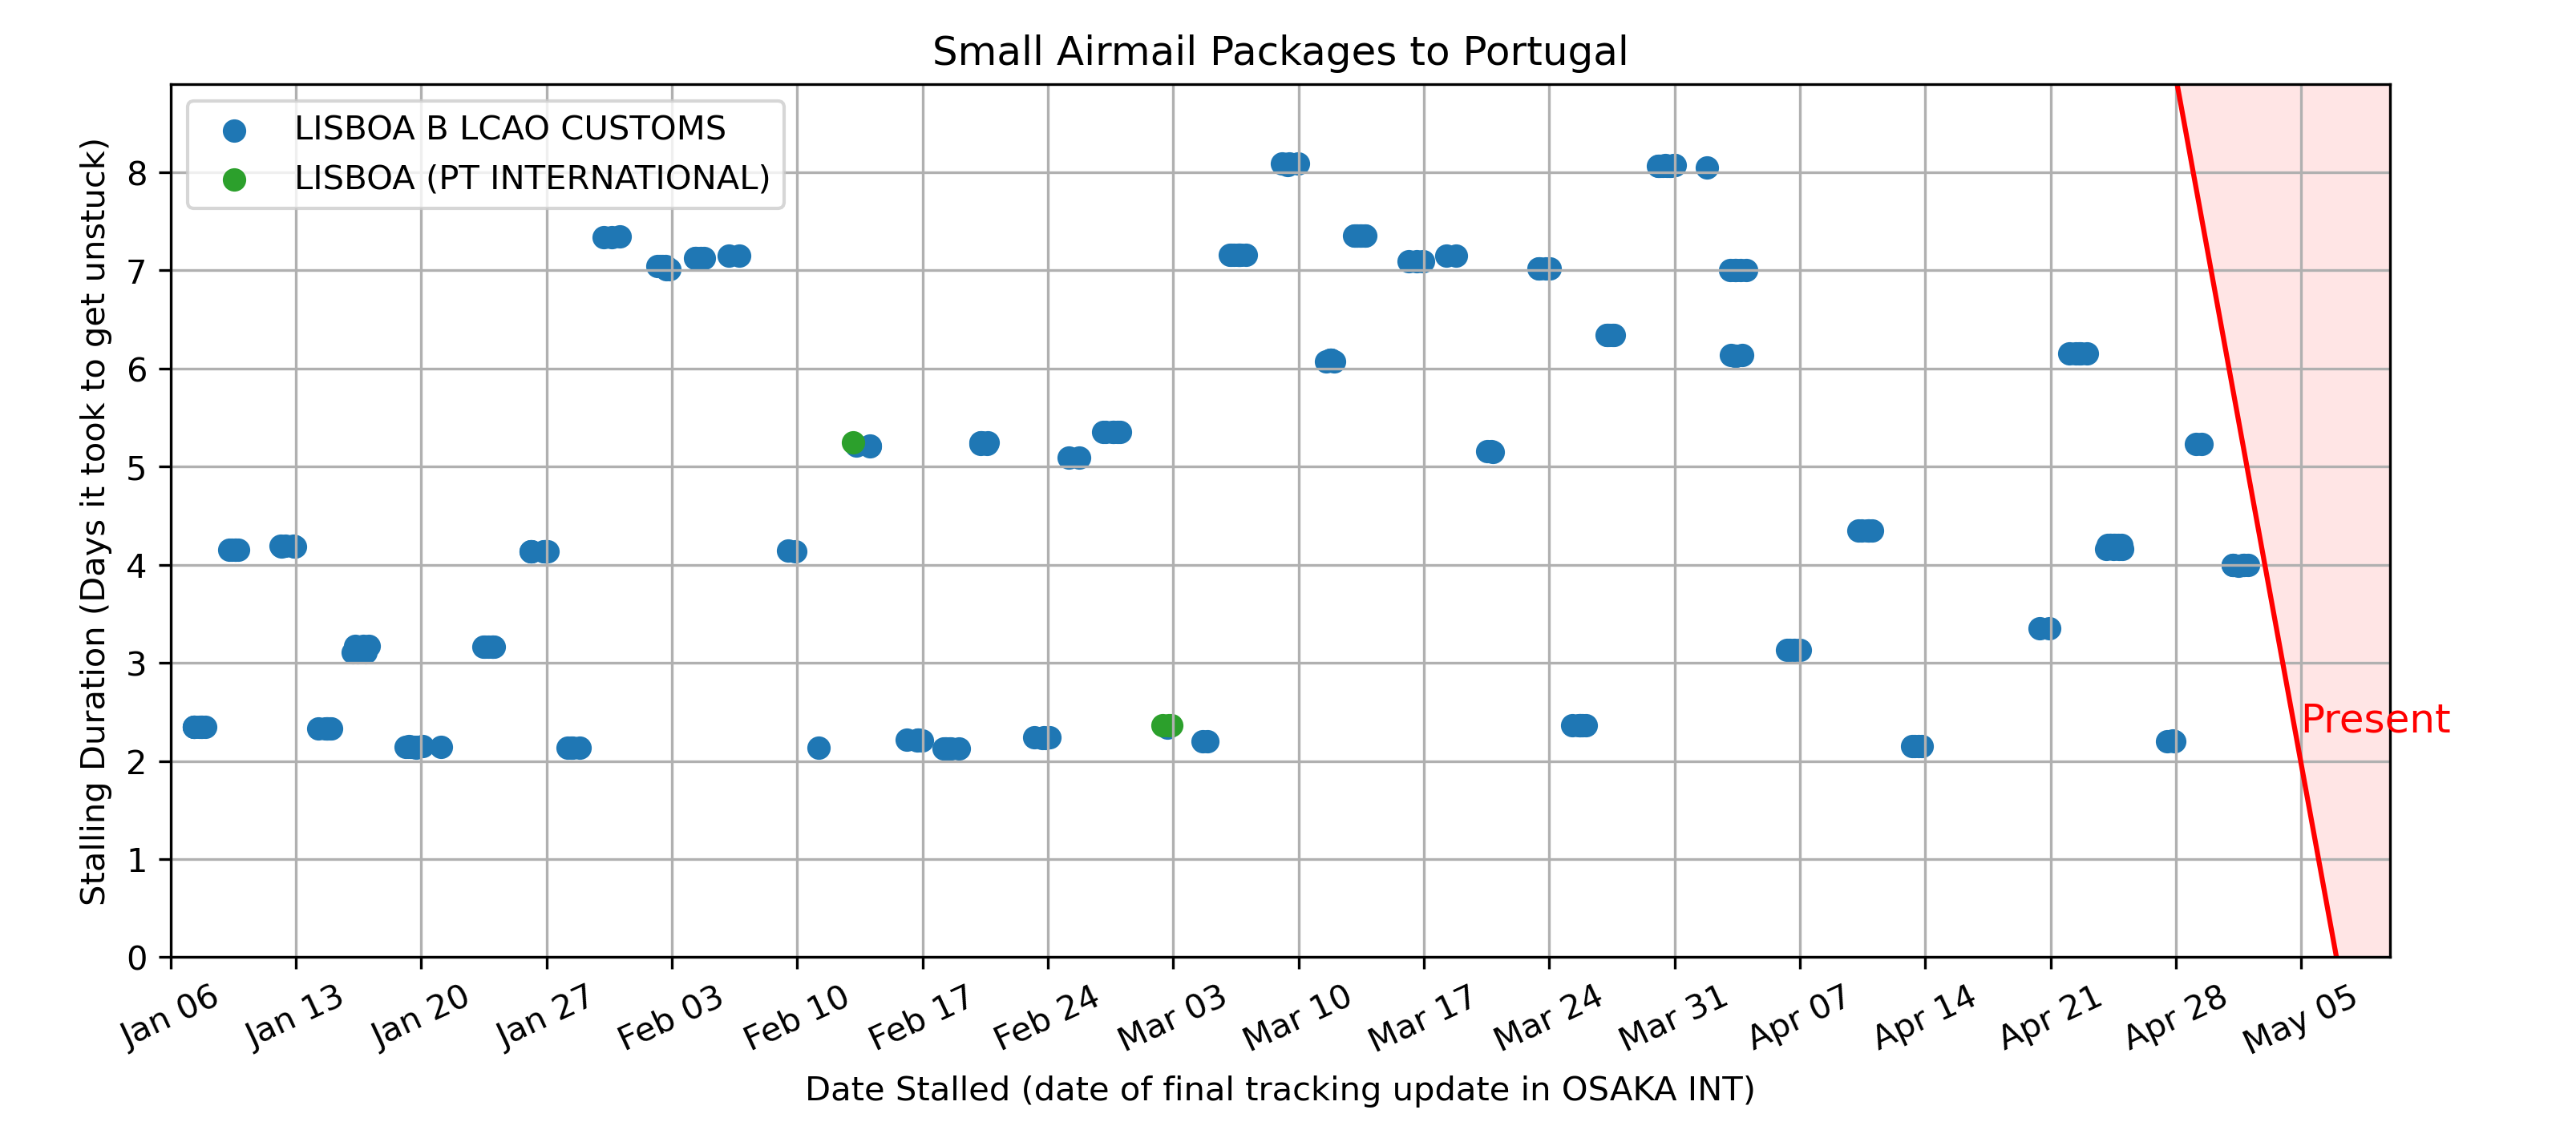 Small Airmail Packages to Portugal
LISBOA B LCAO CUSTOMS
LISBOA (PT INTERNATIONAL)
Stalling Duration (Days it took to get unstuck)
8
7
6
5
4
3
2
1
0
Present
Jan 06
Jan 13
Jan 20
Jan 27
Feb 03
Feb 10
Feb 17
Feb 24
Mar 03
Mar 10
Mar 17
Mar 24
Mar 31
Apr 07
Apr 14
Apr 21
Apr 28
May 05
Date Stalled (date of final tracking update in OSAKA INT)